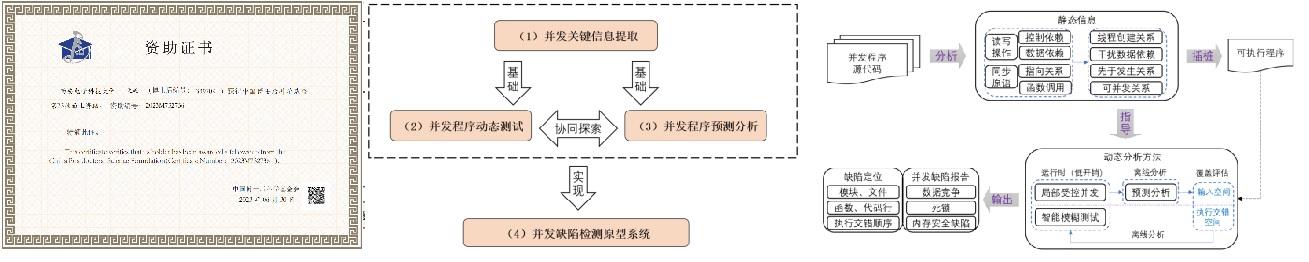 资助证书
特颁此证。
(1)并发关键信息提取
基础
基础
(2)并发程序动态测试
协同探索
(3)并发程序预测分析
实现
(4)并发缺陷检测原型系统
并发程序
源代码
分析
静态信息
读写
操作
同步
原语
控制依赖
数据依赖
指向关系
函数调用
线程创建关系
干扰数据依赖
先于发生关系
可并发关系
插桩
可执行程序
指导
动态分析方法
运行时(低开销)
离线分析
覆盖评估
局部受控并发
预测分析
输入空间
智能模糊测试
执行交错
空间
离线分析
输出
缺陷定位
模块、文件
函数、代码行
执行交错顺序
并发缺陷报告
数据竞争
死锁
内存安全缺陷